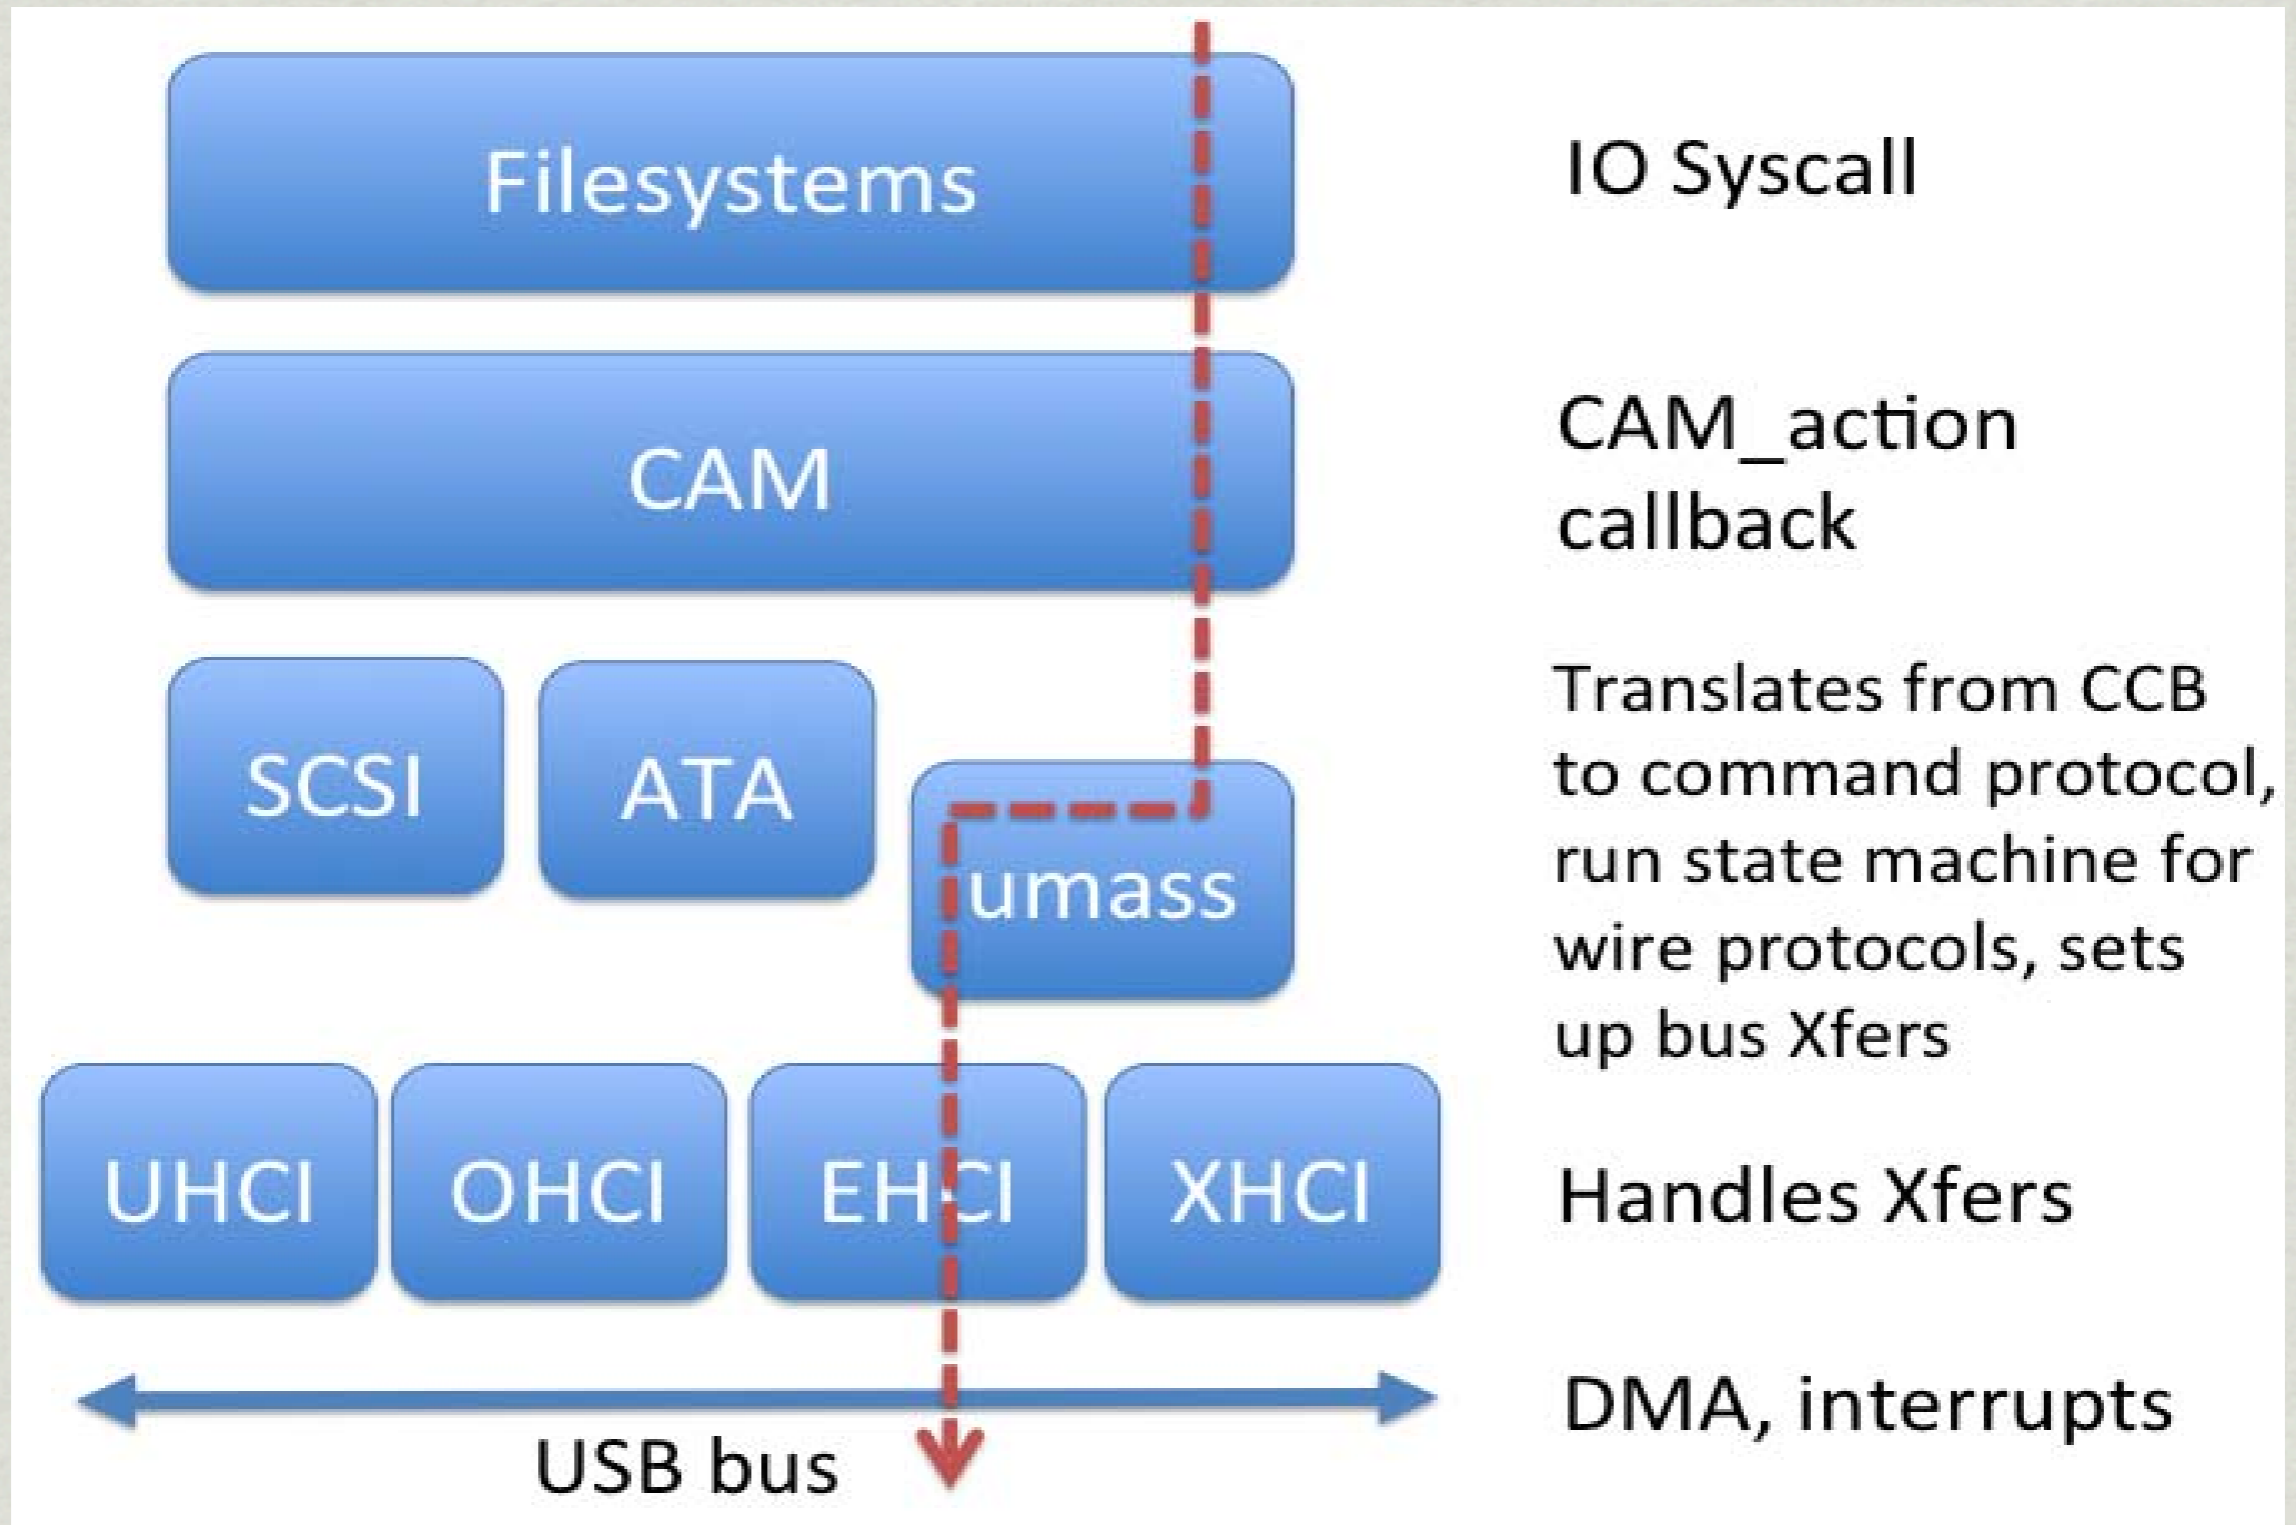 Filesystems
IO Syscall
CAM
CAM_action
callback
SCSI
ATA
umass
Translates from CCB
to command protocol,
run state machine for
wire protocols, sets
up bus Xfers
UHCI
OHCI
EHCI
XHCI
Handles Xfers
USB bus
DMA, interrupts